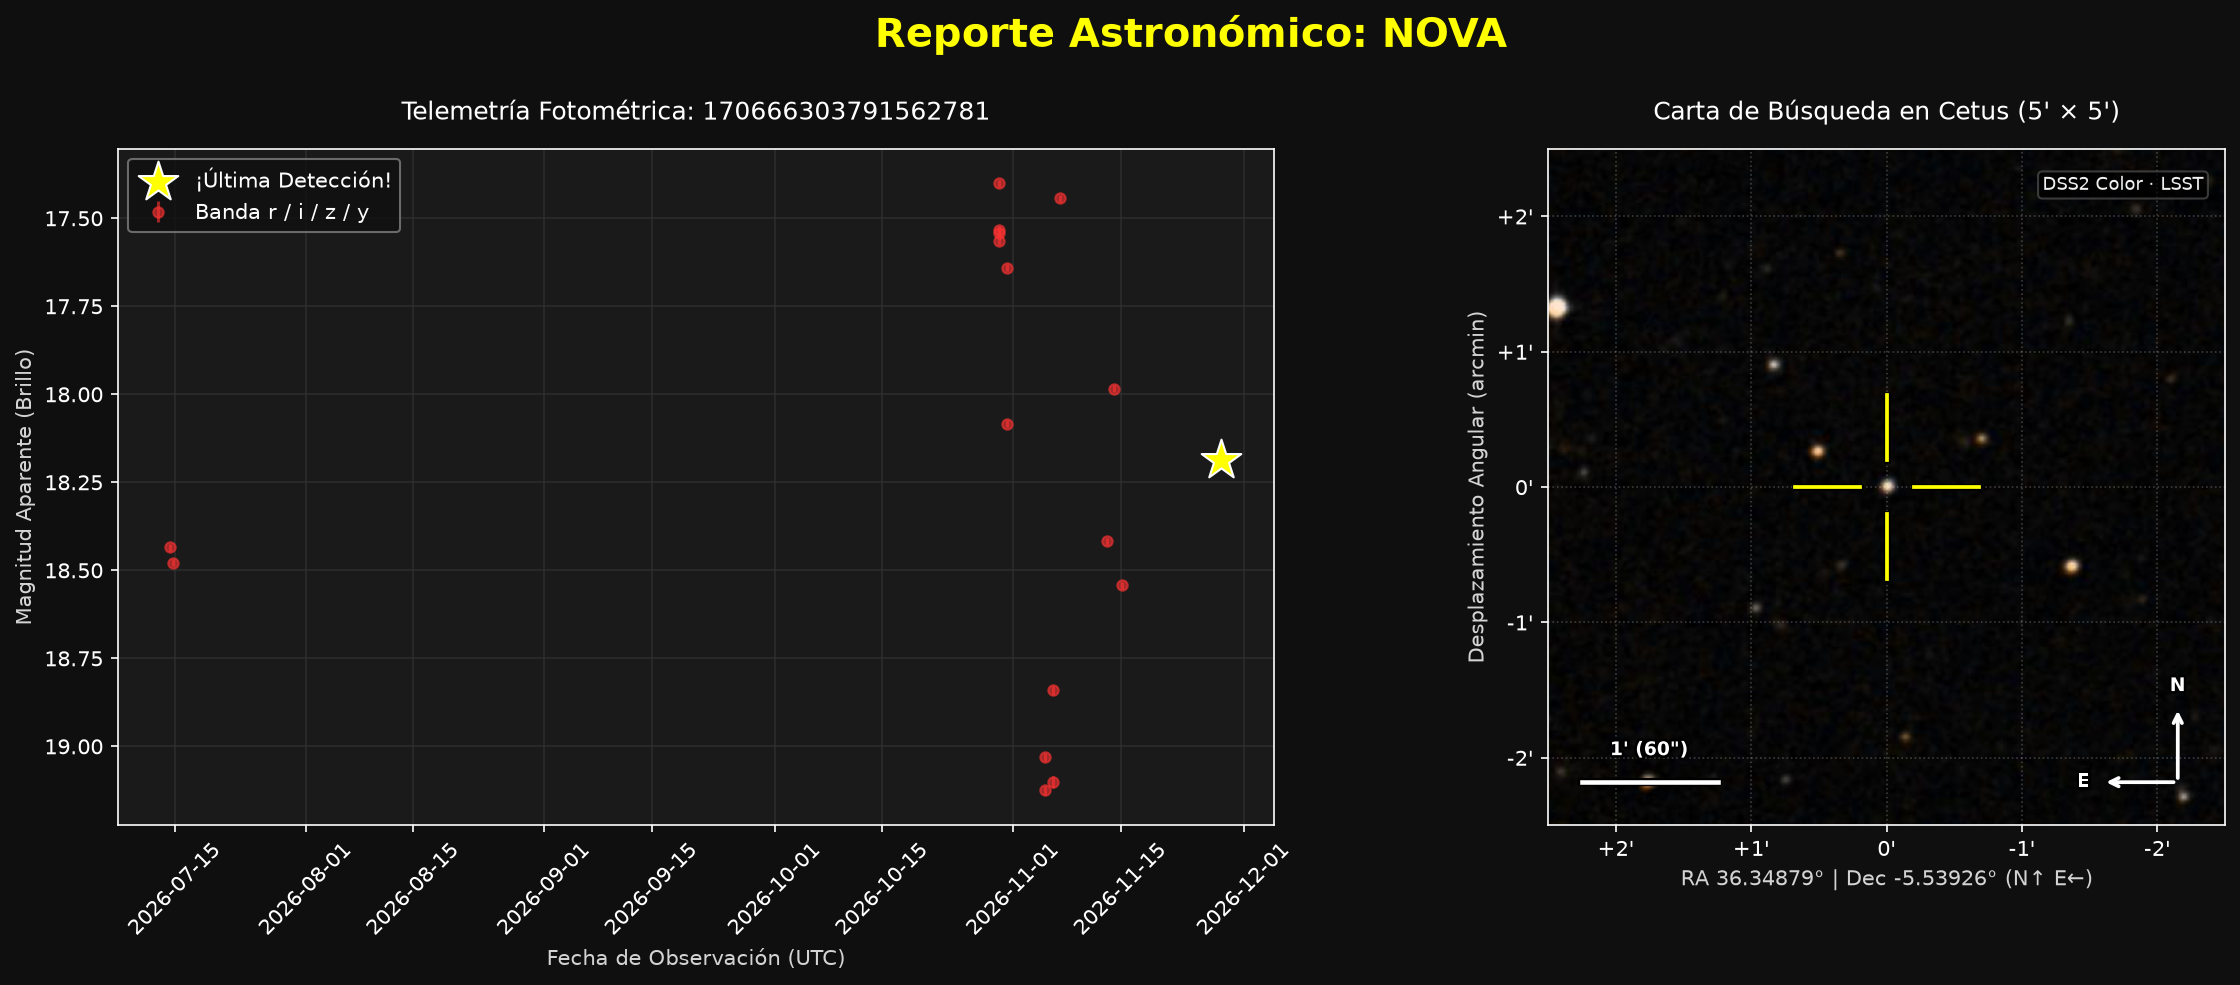 Reporte Astronómico: NOVA
Telemetría Fotométrica: 170666303791562781
¡Última Detección!
Banda r / i / z / y
Magnitud Aparente (Brillo)
17.50
17.75
18.00
18.25
18.50
18.75
19.00
2026-07-15
2026-08-01
2026-08-15
2026-09-01
2026-09-15
2026-10-01
2026-10-15
2026-11-01
2026-11-15
2026-12-01
Fecha de Observación (UTC)
Carta de Búsqueda en Cetus (5' × 5')
DSS2 Color · LSST
Desplazamiento Angular (arcmin)
+2'
+1'
0'
-1'
-2'
N
1' (60")
E
+2'
+1'
0'
-1'
-2'
RA 36.34879° | Dec -5.53926° (N↑ E←)